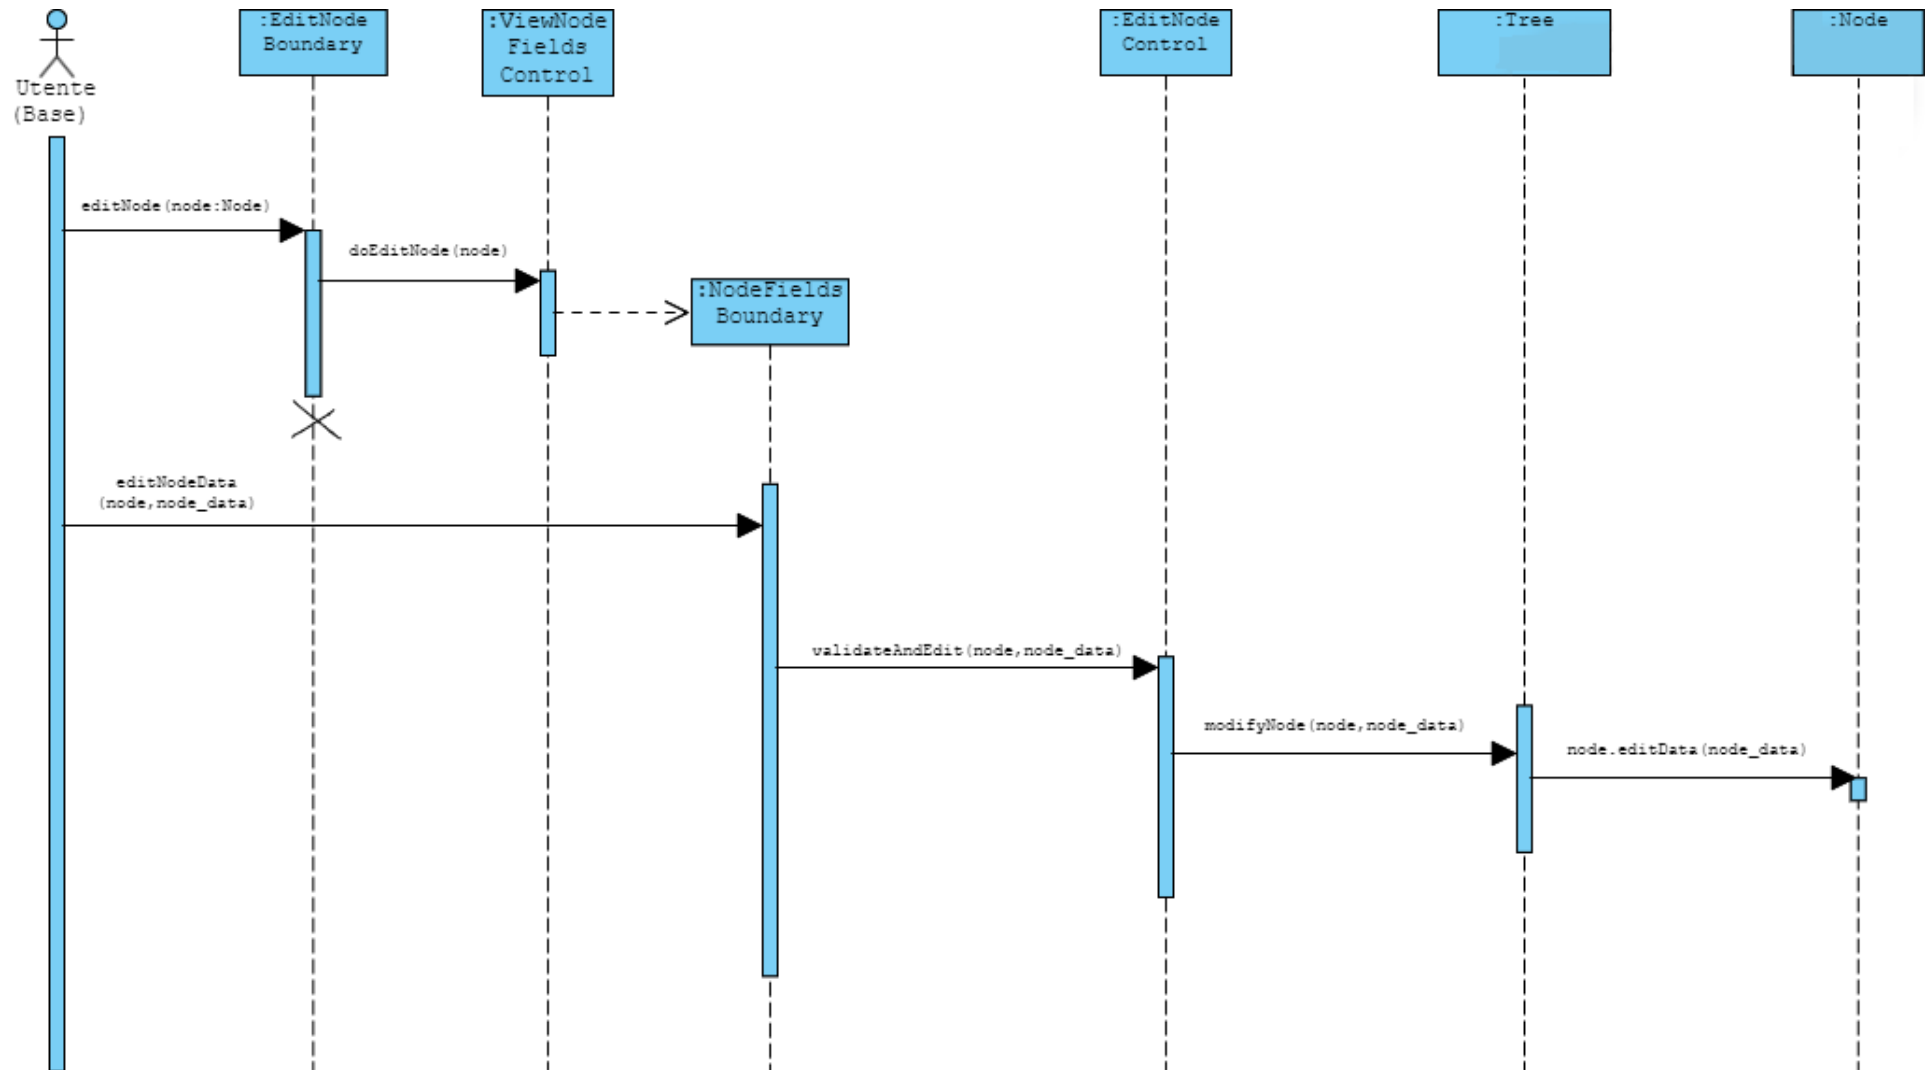 :EditNode
Boundary
:ViewNode
Fields
Control
:EditNode
Control
:Tree
:Node
Utente
(Base)
editNode(node:Node)
doEditNode(node)
:NodeFields
Boundary
editNodeData
(node,node_data)
validateAndEdit(node,node_data)
modifyNode(node,node_data)
node.editData(node_data)